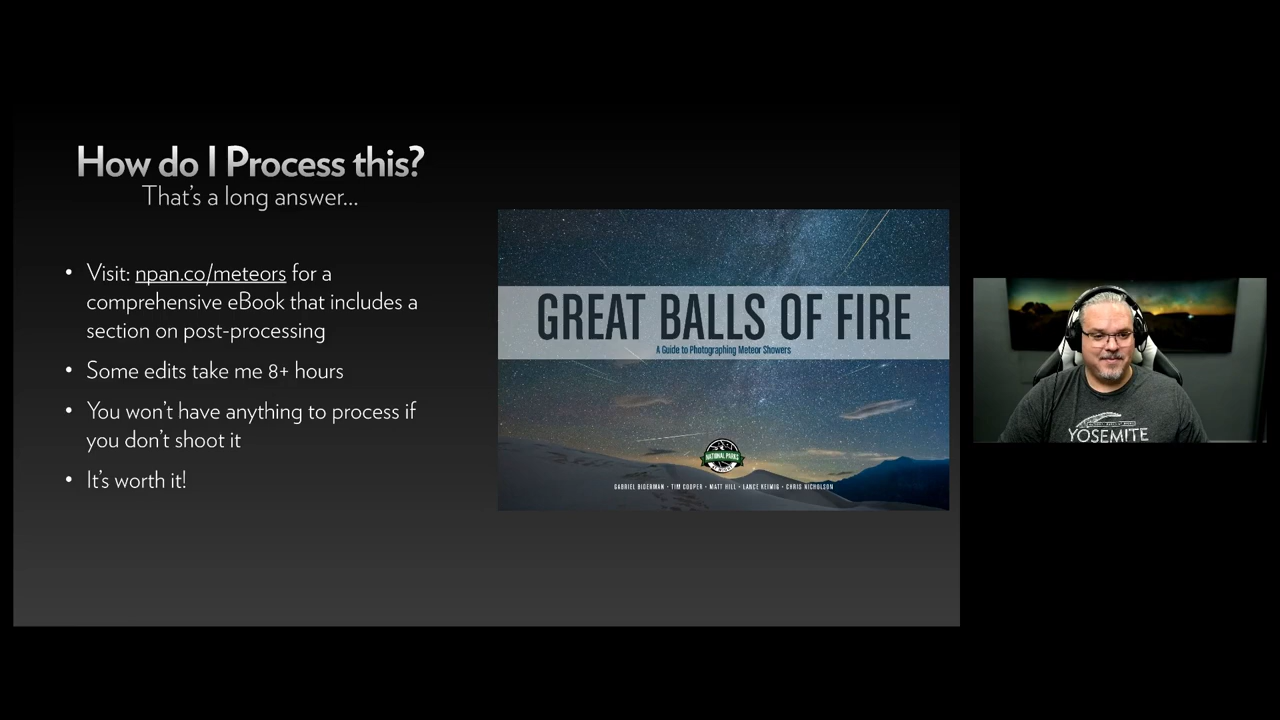 How do I Process this?
That's a long answer...
• Visit: npan.co/meteors for a
comprehensive eBook that includes a
section on post-processing
• Some edits take me 8+ hours
• You won't have anything to process if
you don't shoot it
• It's worth it!
GREAT BALLS OF FIRE
A Guide to Photographing Meteor Showers
NATIONAL PARKS
GABRIEL BIDERMAN • TIM COOPER • MATT HILL • LANCE KEIMIG • CHRIS NICHOLSON
YOSEMITE